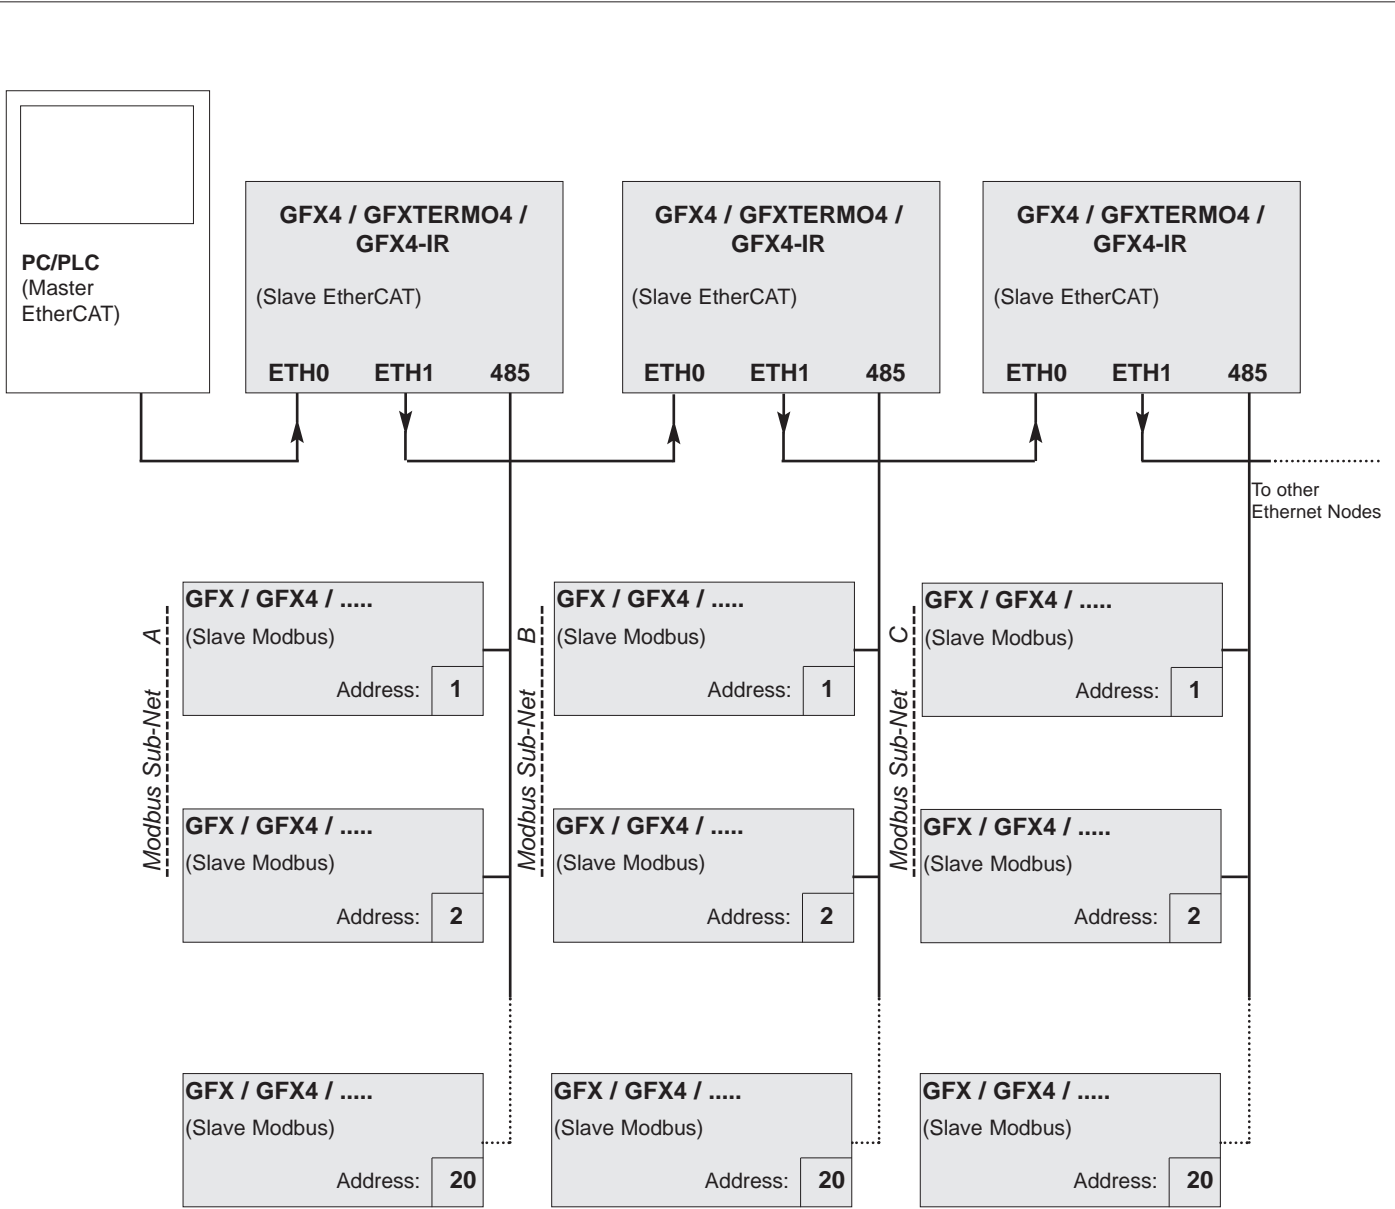 PC/PLC
(Master
EtherCAT)
GFX4 / GFXTERMO4 /
GFX4-IR
(Slave EtherCAT)
ETH0 ETH1 485
GFX4 / GFXTERMO4 /
GFX4-IR
(Slave EtherCAT)
ETH0 ETH1 485
GFX4 / GFXTERMO4 /
GFX4-IR
(Slave EtherCAT)
ETH0 ETH1 485
To other
Ethernet Nodes
Modbus Sub-Net A
GFX / GFX4 / .....
(Slave Modbus)
Address: 1
GFX / GFX4 / .....
(Slave Modbus)
Address: 2
GFX / GFX4 / .....
(Slave Modbus)
Address: 20
Modbus Sub-Net B
GFX / GFX4 / .....
(Slave Modbus)
Address: 1
GFX / GFX4 / .....
(Slave Modbus)
Address: 2
GFX / GFX4 / .....
(Slave Modbus)
Address: 20
Modbus Sub-Net C
GFX / GFX4 / .....
(Slave Modbus)
Address: 1
GFX / GFX4 / .....
(Slave Modbus)
Address: 2
GFX / GFX4 / .....
(Slave Modbus)
Address: 20